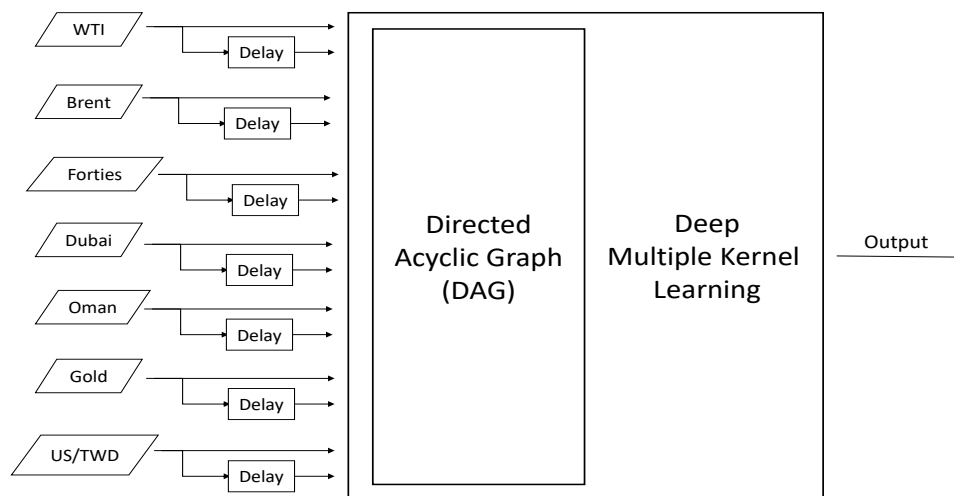 WTI
Delay
Brent
Delay
Forties
Delay
Dubai
Delay
Oman
Delay
Gold
Delay
US/TWD
Delay
Directed
Acyclic Graph
(DAG)
Deep
Multiple Kernel
Learning
Output